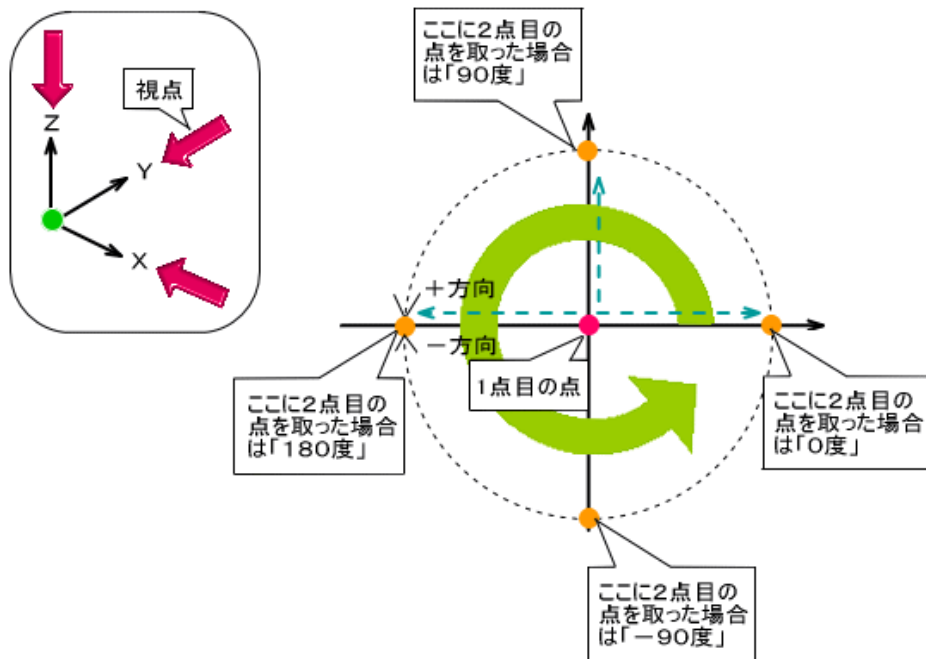 視点
Z
Y
X
ここに2点目の
点を取った場合
は「90度」
+方向
-方向
1点目の点
ここに2点目の
点を取った場合
は「180度」
ここに2点目の
点を取った場合
は「0度」
ここに2点目の
点を取った場合
は「-90度」